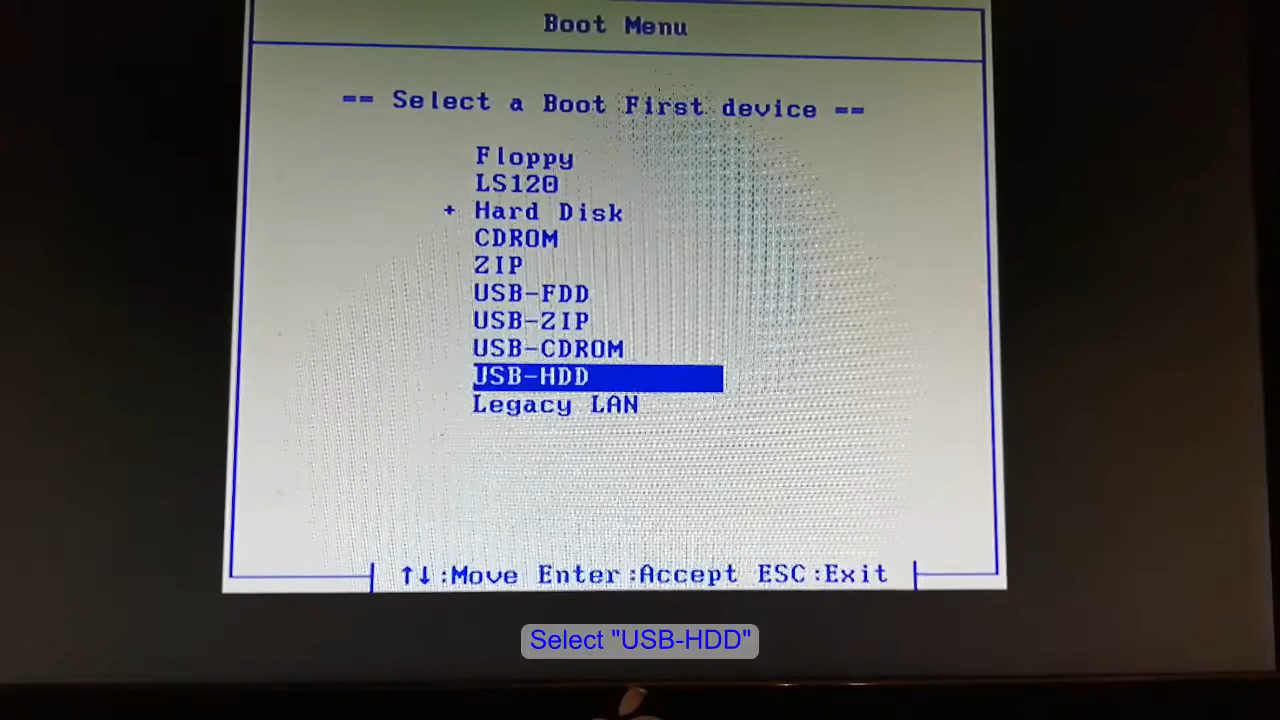 Boot Menu
== Select a Boot First device ==
Floppy
LS120
+ Hard Disk
CDROM
ZIP
USB-FDD
USB-ZIP
USB-CDROM
USB-HDD
Legacy LAN
↑↓:Move Enter:Accept ESC:Exit
Select "USB-HDD"